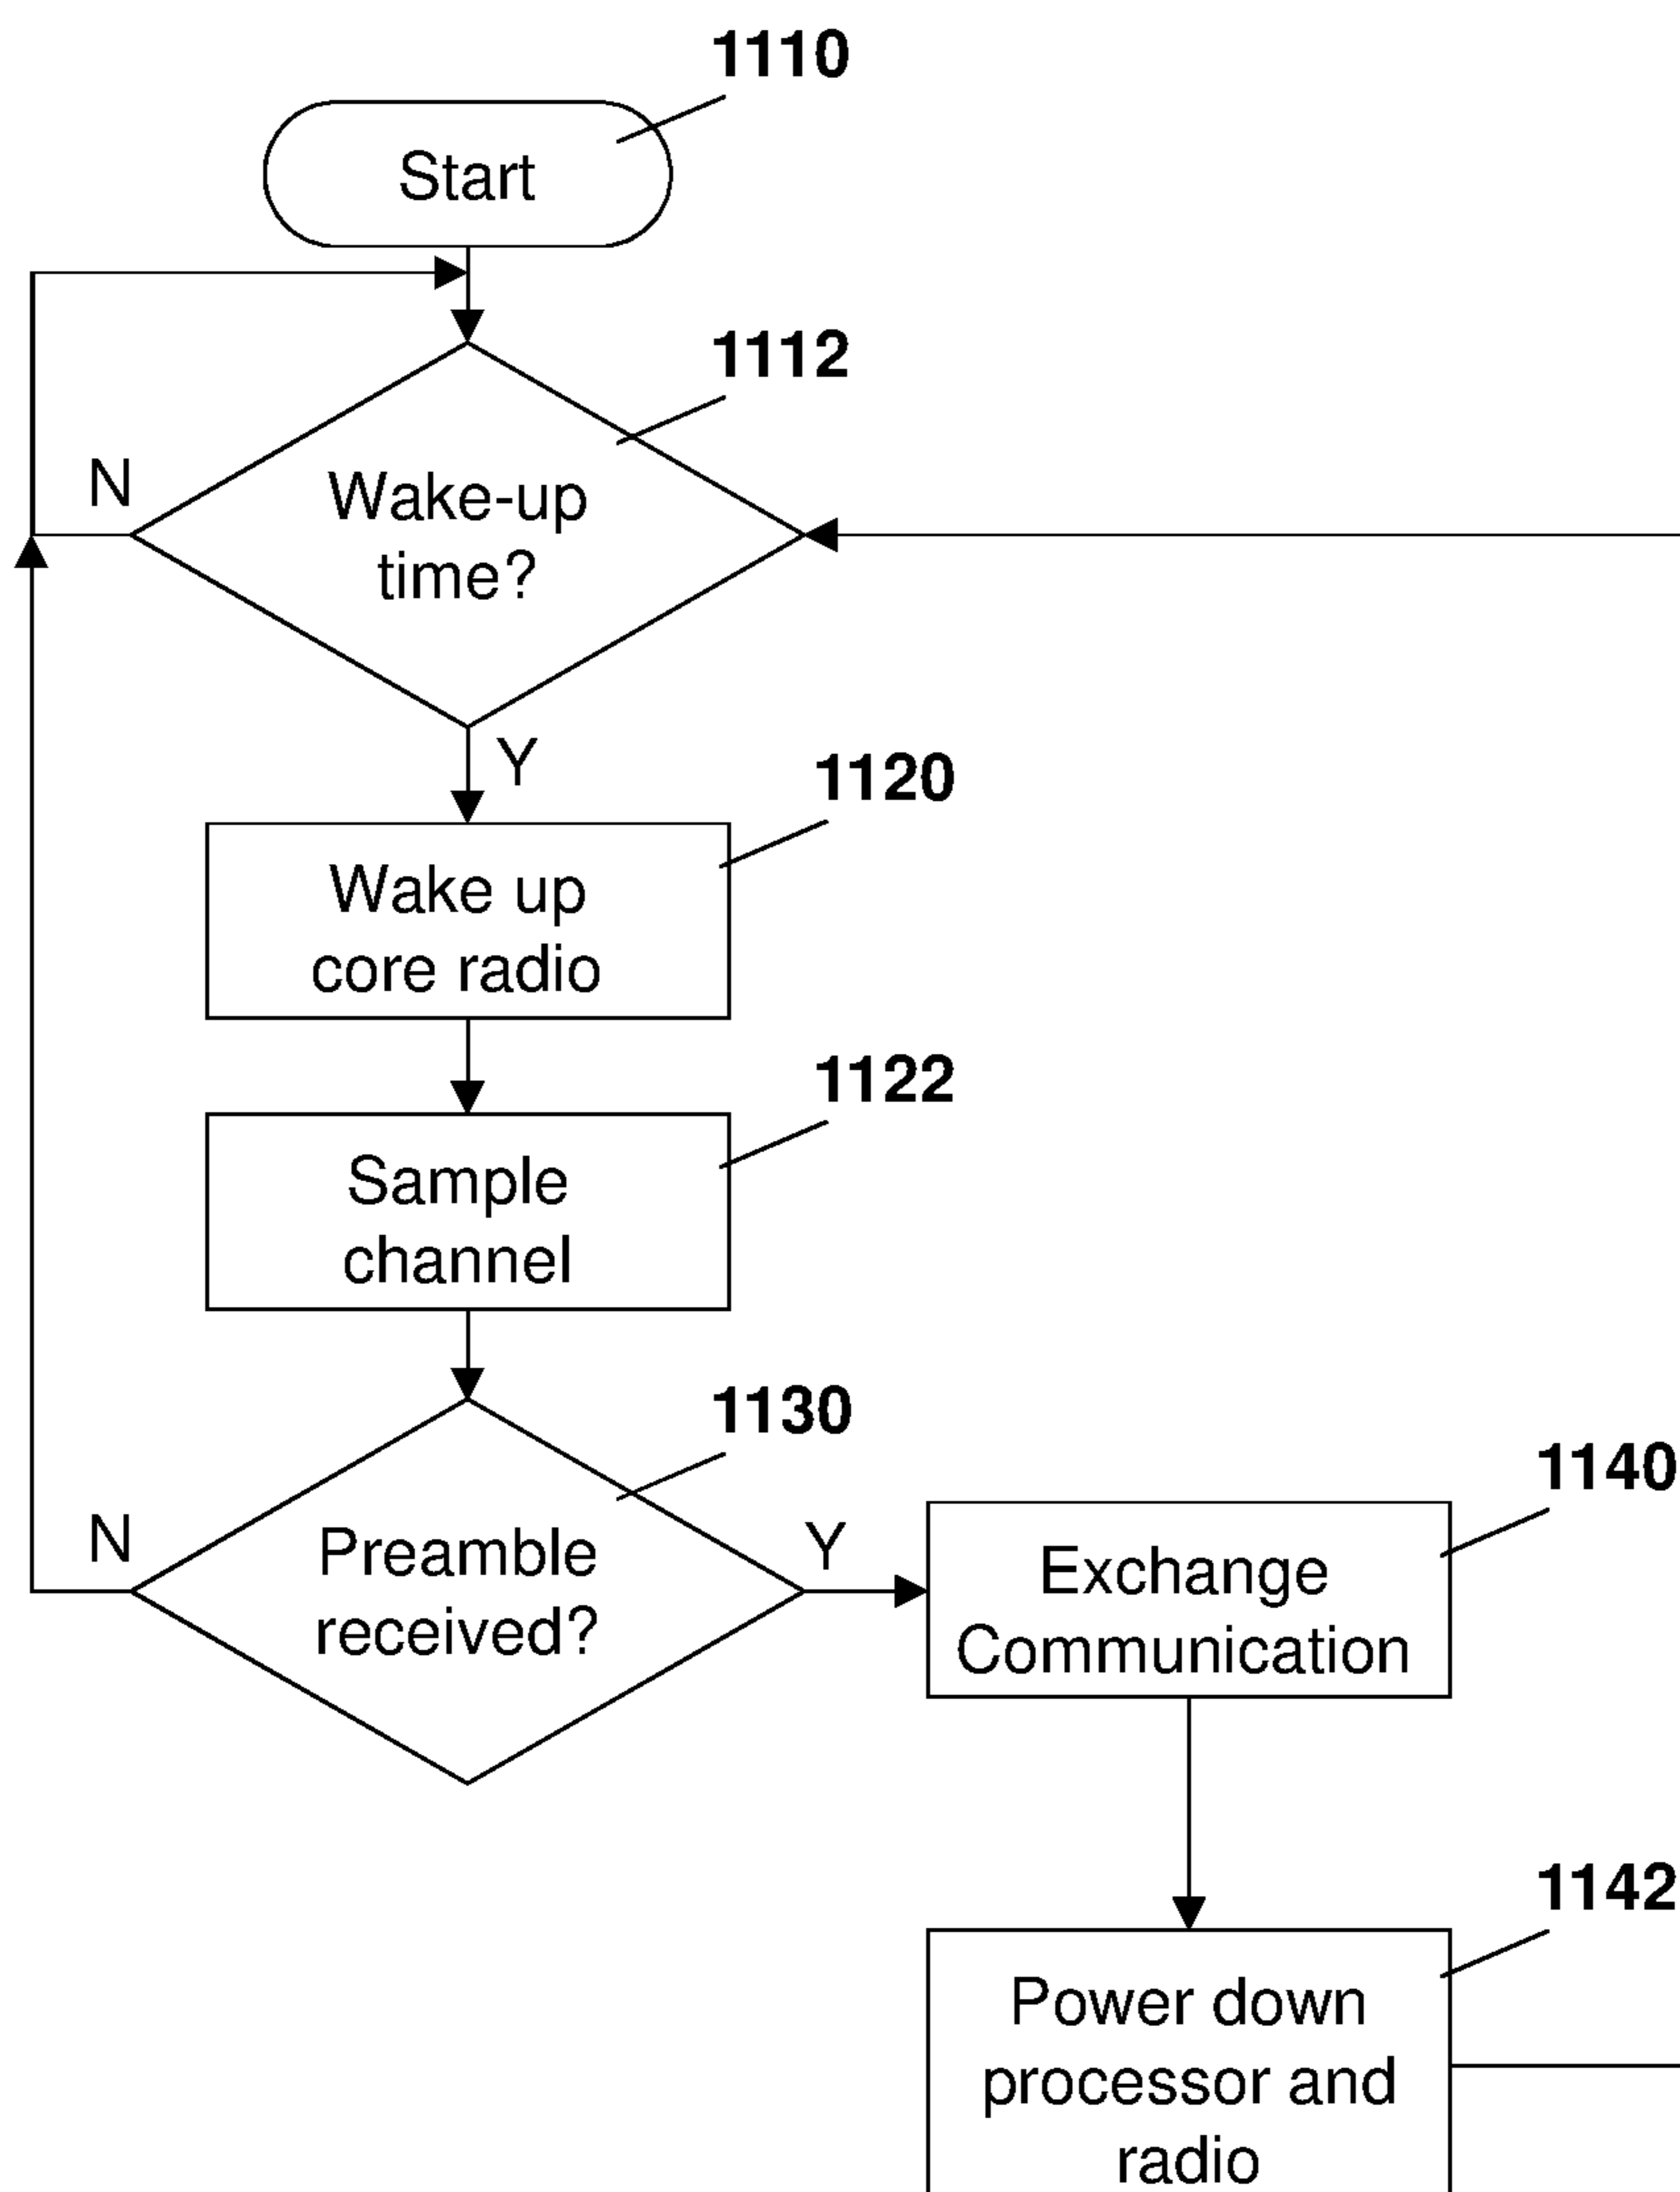 1110
Start
1112
N
Wake-up
time?
Y
1120
Wake up
core radio
1122
Sample
channel
1130
N
Preamble
received?
Y
1140
Exchange
Communication
1142
Power down
processor and
radio